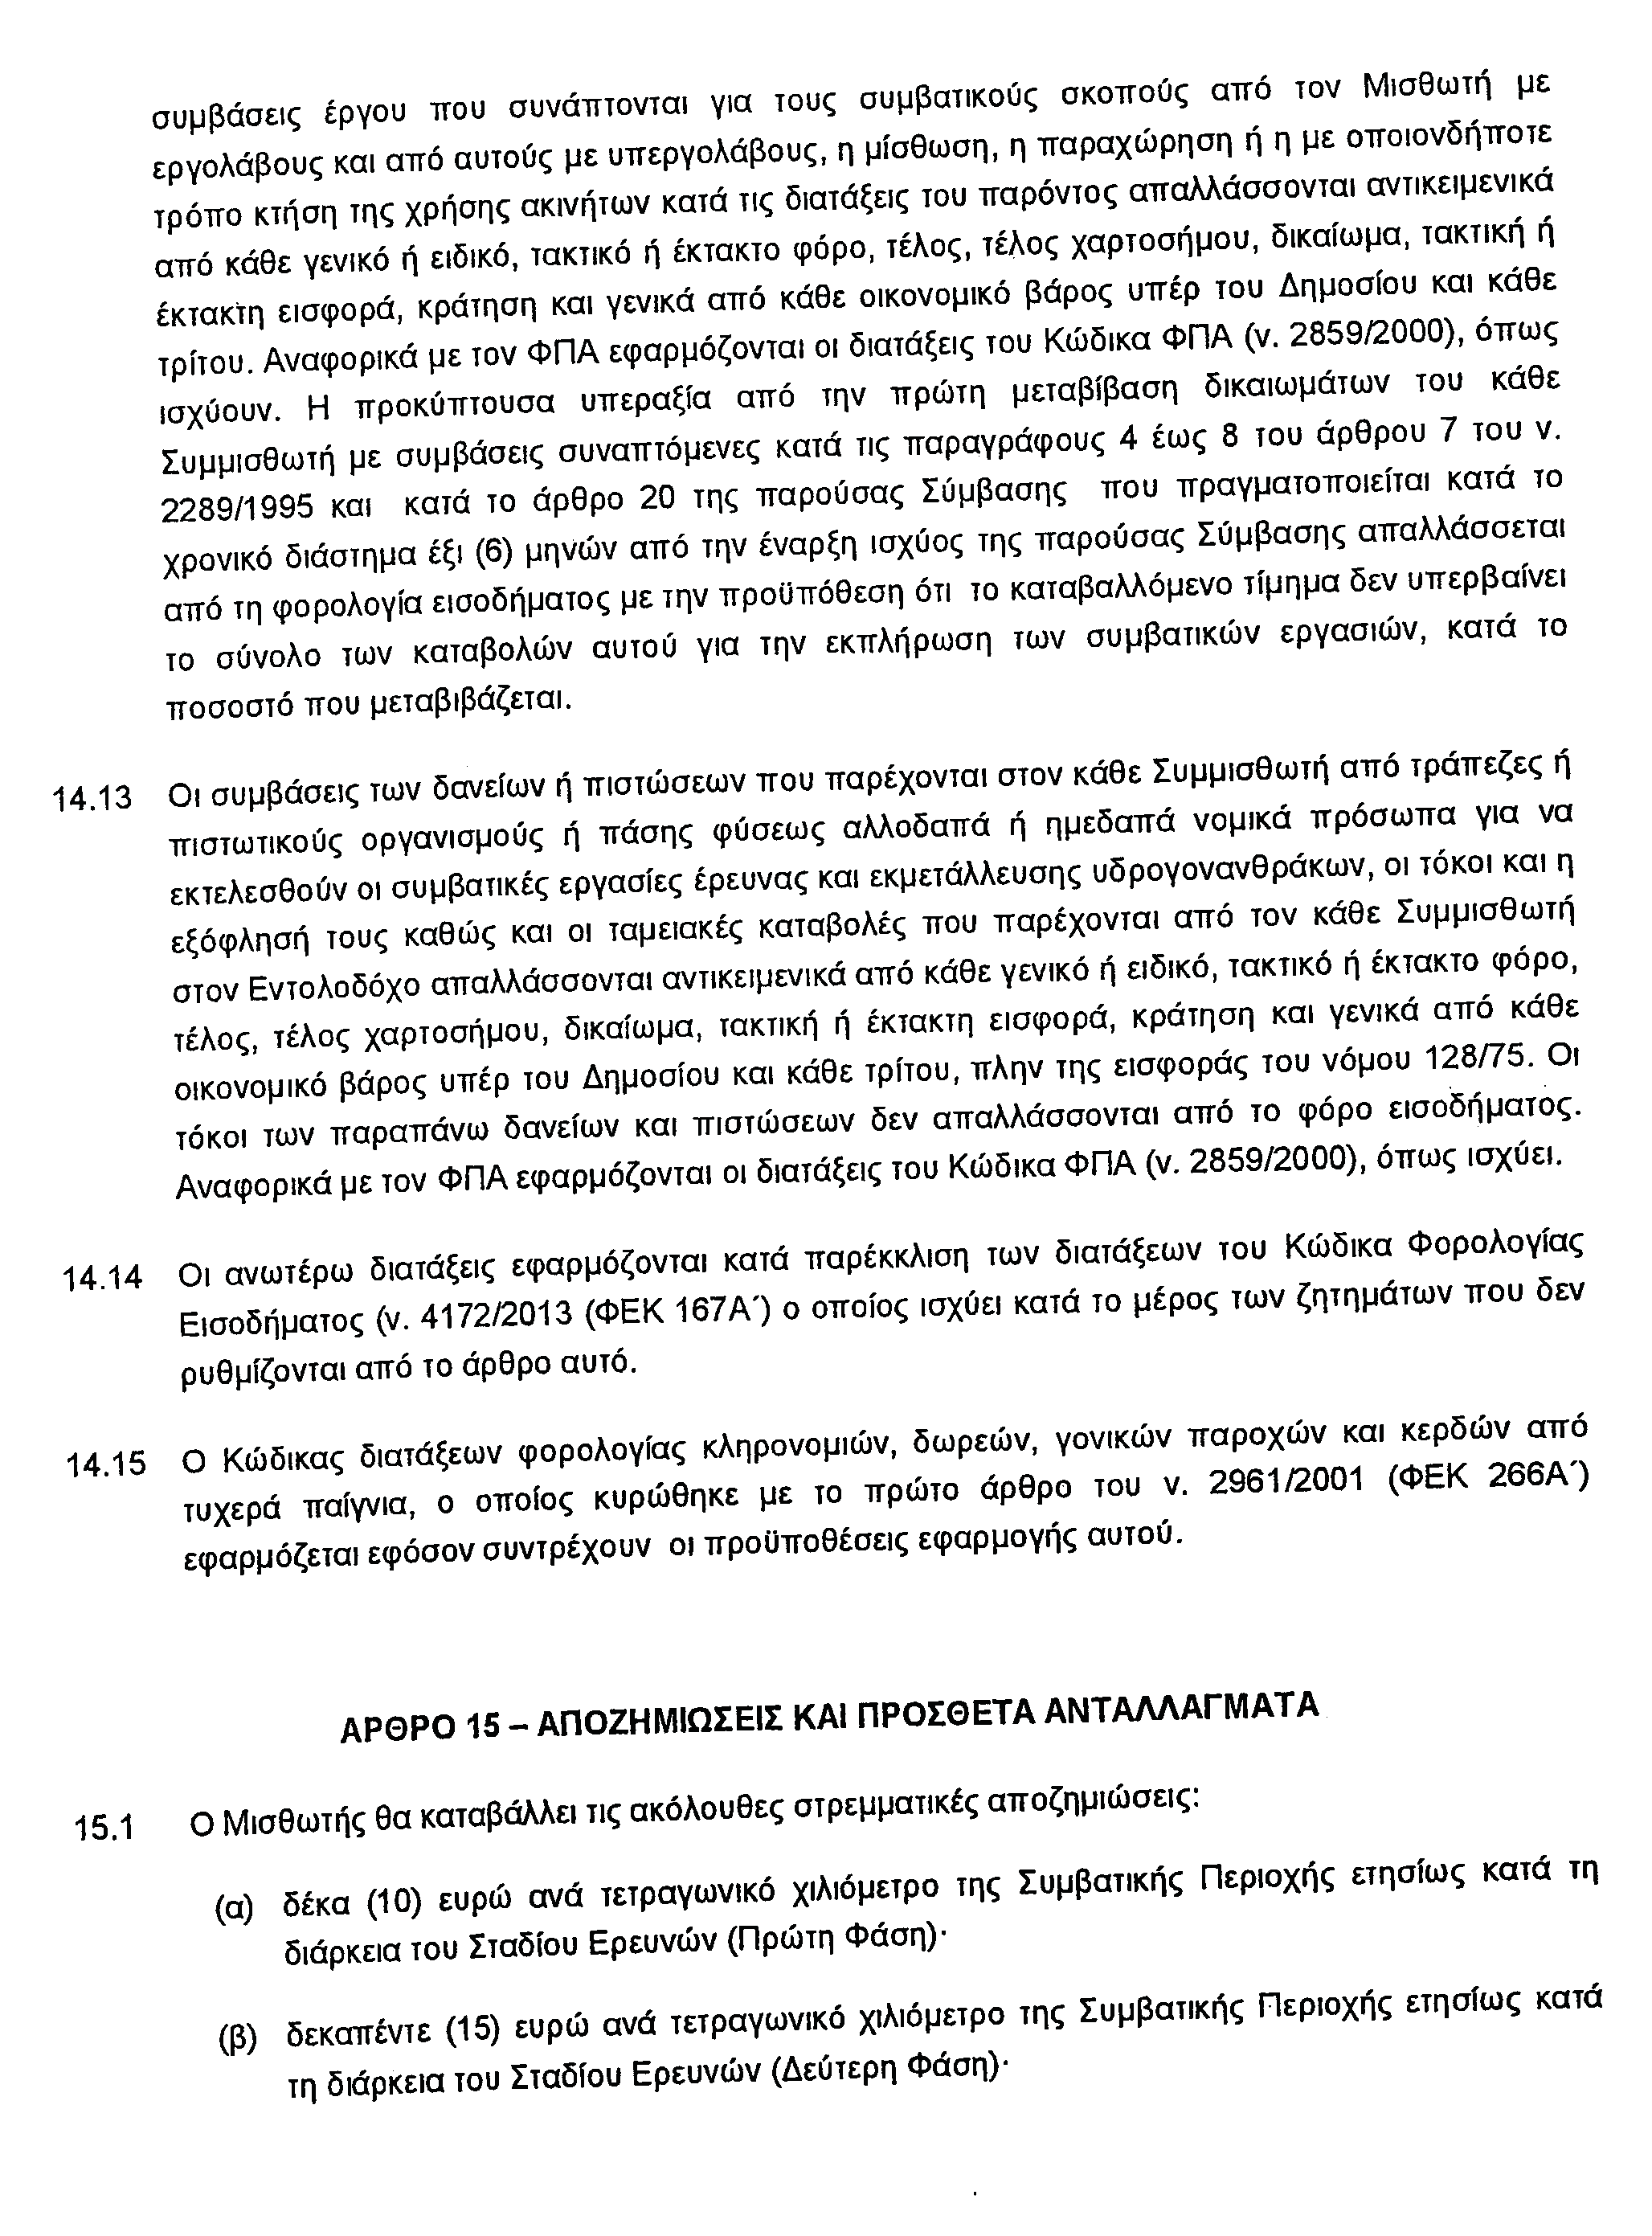 συμβάσεις έργου που συνάπτονται για τους συμβατικούς σκοπούς από τον Μισθωτή με
εργολάβους και από αυτούς με υπεργολάβους, η μίσθωση, η παραχώρηση ή η με οποιονδήποτε
τρόπο κτήση της χρήσης ακινήτων κατά τις διατάξεις του παρόντος απαλλάσσονται αντικειμενικά
από κάθε γενικό ή ειδικό, τακτικό ή έκτακτο φόρο, τέλος, τέλος χαρτοσήμου, δικαίωμα, τακτική ή
έκτακτη εισφορά, κράτηση και γενικά από κάθε οικονομικό βάρος υπέρ του Δημοσίου και κάθε
τρίτου. Αναφορικά με τον ΦΠΑ εφαρμόζονται οι διατάξεις του Κώδικα ΦΠΑ (ν. 2859/2000), όπως
ισχύουν. Η προκύπτουσα υπεραξία από την πρώτη μεταβίβαση δικαιωμάτων του κάθε
Συμμισθωτή με συμβάσεις συναπτόμενες κατά τις παραγράφους 4 έως 8 του άρθρου 7 του ν.
2289/1995 και κατά το άρθρο 20 της παρούσας Σύμβασης που πραγματοποιείται κατά το
χρονικό διάστημα έξι (6) μηνών από την έναρξη ισχύος της παρούσας Σύμβασης απαλλάσσεται
από τη φορολογία εισοδήματος με την προϋπόθεση ότι το καταβαλλόμενο τίμημα δεν υπερβαίνει
το σύνολο των καταβολών αυτού για την εκπλήρωση των συμβατικών εργασιών, κατά το
ποσοστό που μεταβιβάζεται.
14.13 Οι συμβάσεις των δανείων ή πιστώσεων που παρέχονται στον κάθε Συμμισθωτή από τράπεζες ή
πιστωτικούς οργανισμούς ή πάσης φύσεως αλλοδαπά ή ημεδαπά νομικά πρόσωπα για να
εκτελεσθούν οι συμβατικές εργασίες έρευνας και εκμετάλλευσης υδρογονανθράκων, οι τόκοι και η
εξόφλησή τους καθώς και οι ταμειακές καταβολές που παρέχονται από τον κάθε Συμμισθωτή
στον Εντολοδόχο απαλλάσσονται αντικειμενικά από κάθε γενικό ή ειδικό, τακτικό ή έκτακτο φόρο,
τέλος, τέλος χαρτοσήμου, δικαίωμα, τακτική ή έκτακτη εισφορά, κράτηση και γενικά από κάθε
οικονομικό βάρος υπέρ του Δημοσίου και κάθε τρίτου, πλην της εισφοράς του νόμου 128/75. Οι
τόκοι των παραπάνω δανείων και πιστώσεων δεν απαλλάσσονται από το φόρο εισοδήματος.
Αναφορικά με τον ΦΠΑ εφαρμόζονται οι διατάξεις του Κώδικα ΦΠΑ (ν. 2859/2000), όπως ισχύει.
14.14 Οι ανωτέρω διατάξεις εφαρμόζονται κατά παρέκκλιση των διατάξεων του Κώδικα Φορολογίας
Εισοδήματος (ν. 4172/2013 (ΦΕΚ 167Α΄) ο οποίος ισχύει κατά το μέρος των ζητημάτων που δεν
ρυθμίζονται από το άρθρο αυτό.
14.15 Ο Κώδικας διατάξεων φορολογίας κληρονομιών, δωρεών, γονικών παροχών και κερδών από
τυχερά παίγνια, ο οποίος κυρώθηκε με το πρώτο άρθρο του ν. 2961/2001 (ΦΕΚ 266Α΄)
εφαρμόζεται εφόσον συντρέχουν οι προϋποθέσεις εφαρμογής αυτού.
ΑΡΘΡΟ 15 – ΑΠΟΖΗΜΙΩΣΕΙΣ ΚΑΙ ΠΡΟΣΘΕΤΑ ΑΝΤΑΛΛΑΓΜΑΤΑ
15.1 Ο Μισθωτής θα καταβάλλει τις ακόλουθες στρεμματικές αποζημιώσεις:
(α) δέκα (10) ευρώ ανά τετραγωνικό χιλιόμετρο της Συμβατικής Περιοχής ετησίως κατά τη
διάρκεια του Σταδίου Ερευνών (Πρώτη Φάση)·
(β) δεκαπέντε (15) ευρώ ανά τετραγωνικό χιλιόμετρο της Συμβατικής Περιοχής ετησίως κατά
τη διάρκεια του Σταδίου Ερευνών (Δεύτερη Φάση)·